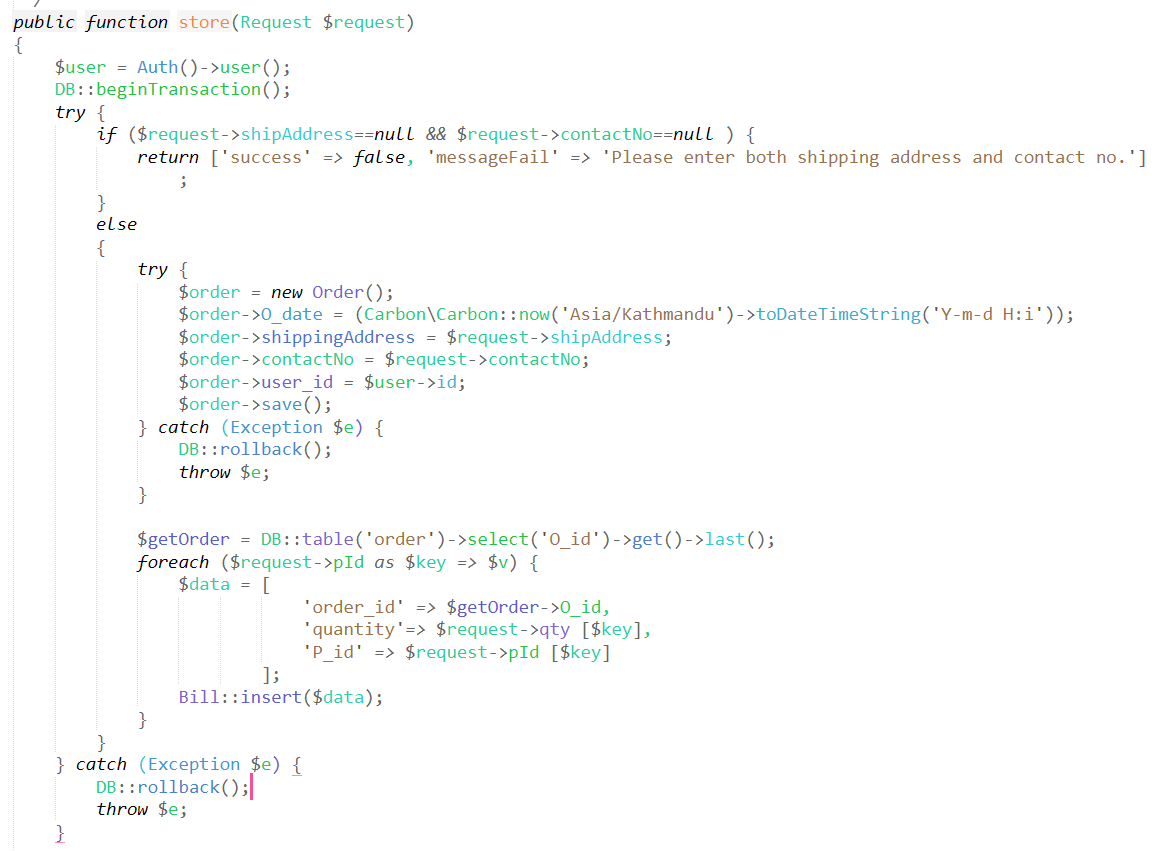 /
public function store(Request $request)
{
    $user = Auth()->user();
    DB::beginTransaction();
    try {
        if ($request->shipAddress==null && $request->contactNo==null ) {
            return ['success' => false, 'messageFail' => 'Please enter both shipping address and contact no.']
                ;
        }
        else
        {
            try {
                $order = new Order();
                $order->O_date = (Carbon\Carbon::now('Asia/Kathmandu')->toDateTimeString('Y-m-d H:i'));
                $order->shippingAddress = $request->shipAddress;
                $order->contactNo = $request->contactNo;
                $order->user_id = $user->id;
                $order->save();
            } catch (Exception $e) {
                DB::rollback();
                throw $e;
            }

            $getOrder = DB::table('order')->select('O_id')->get()->last();
            foreach ($request->pId as $key => $v) {
                $data = [
                            'order_id' => $getOrder->O_id,
                            'quantity'=> $request->qty [$key],
                            'P_id' => $request->pId [$key]
                        ];
                Bill::insert($data);
            }
        }
    } catch (Exception $e) {
        DB::rollback();
        throw $e;
    }